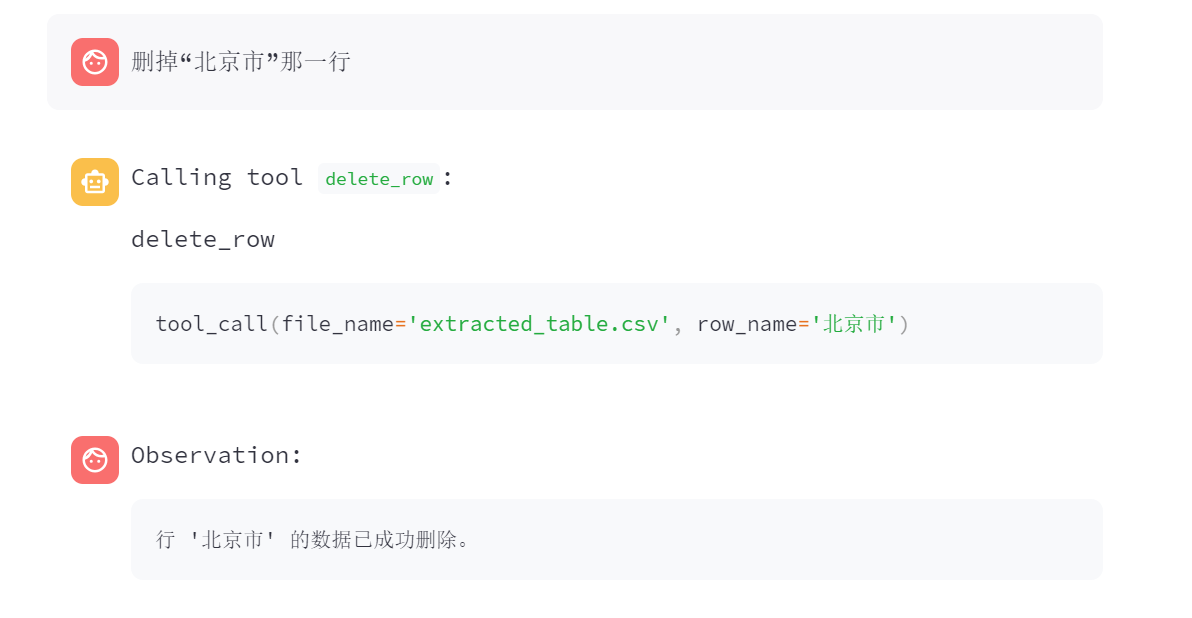 删掉“北京市”那一行
Calling tool delete_row:
delete_row
tool_call(file_name='extracted_table.csv', row_name='北京市')
Observation:
行 '北京市' 的数据已成功删除。